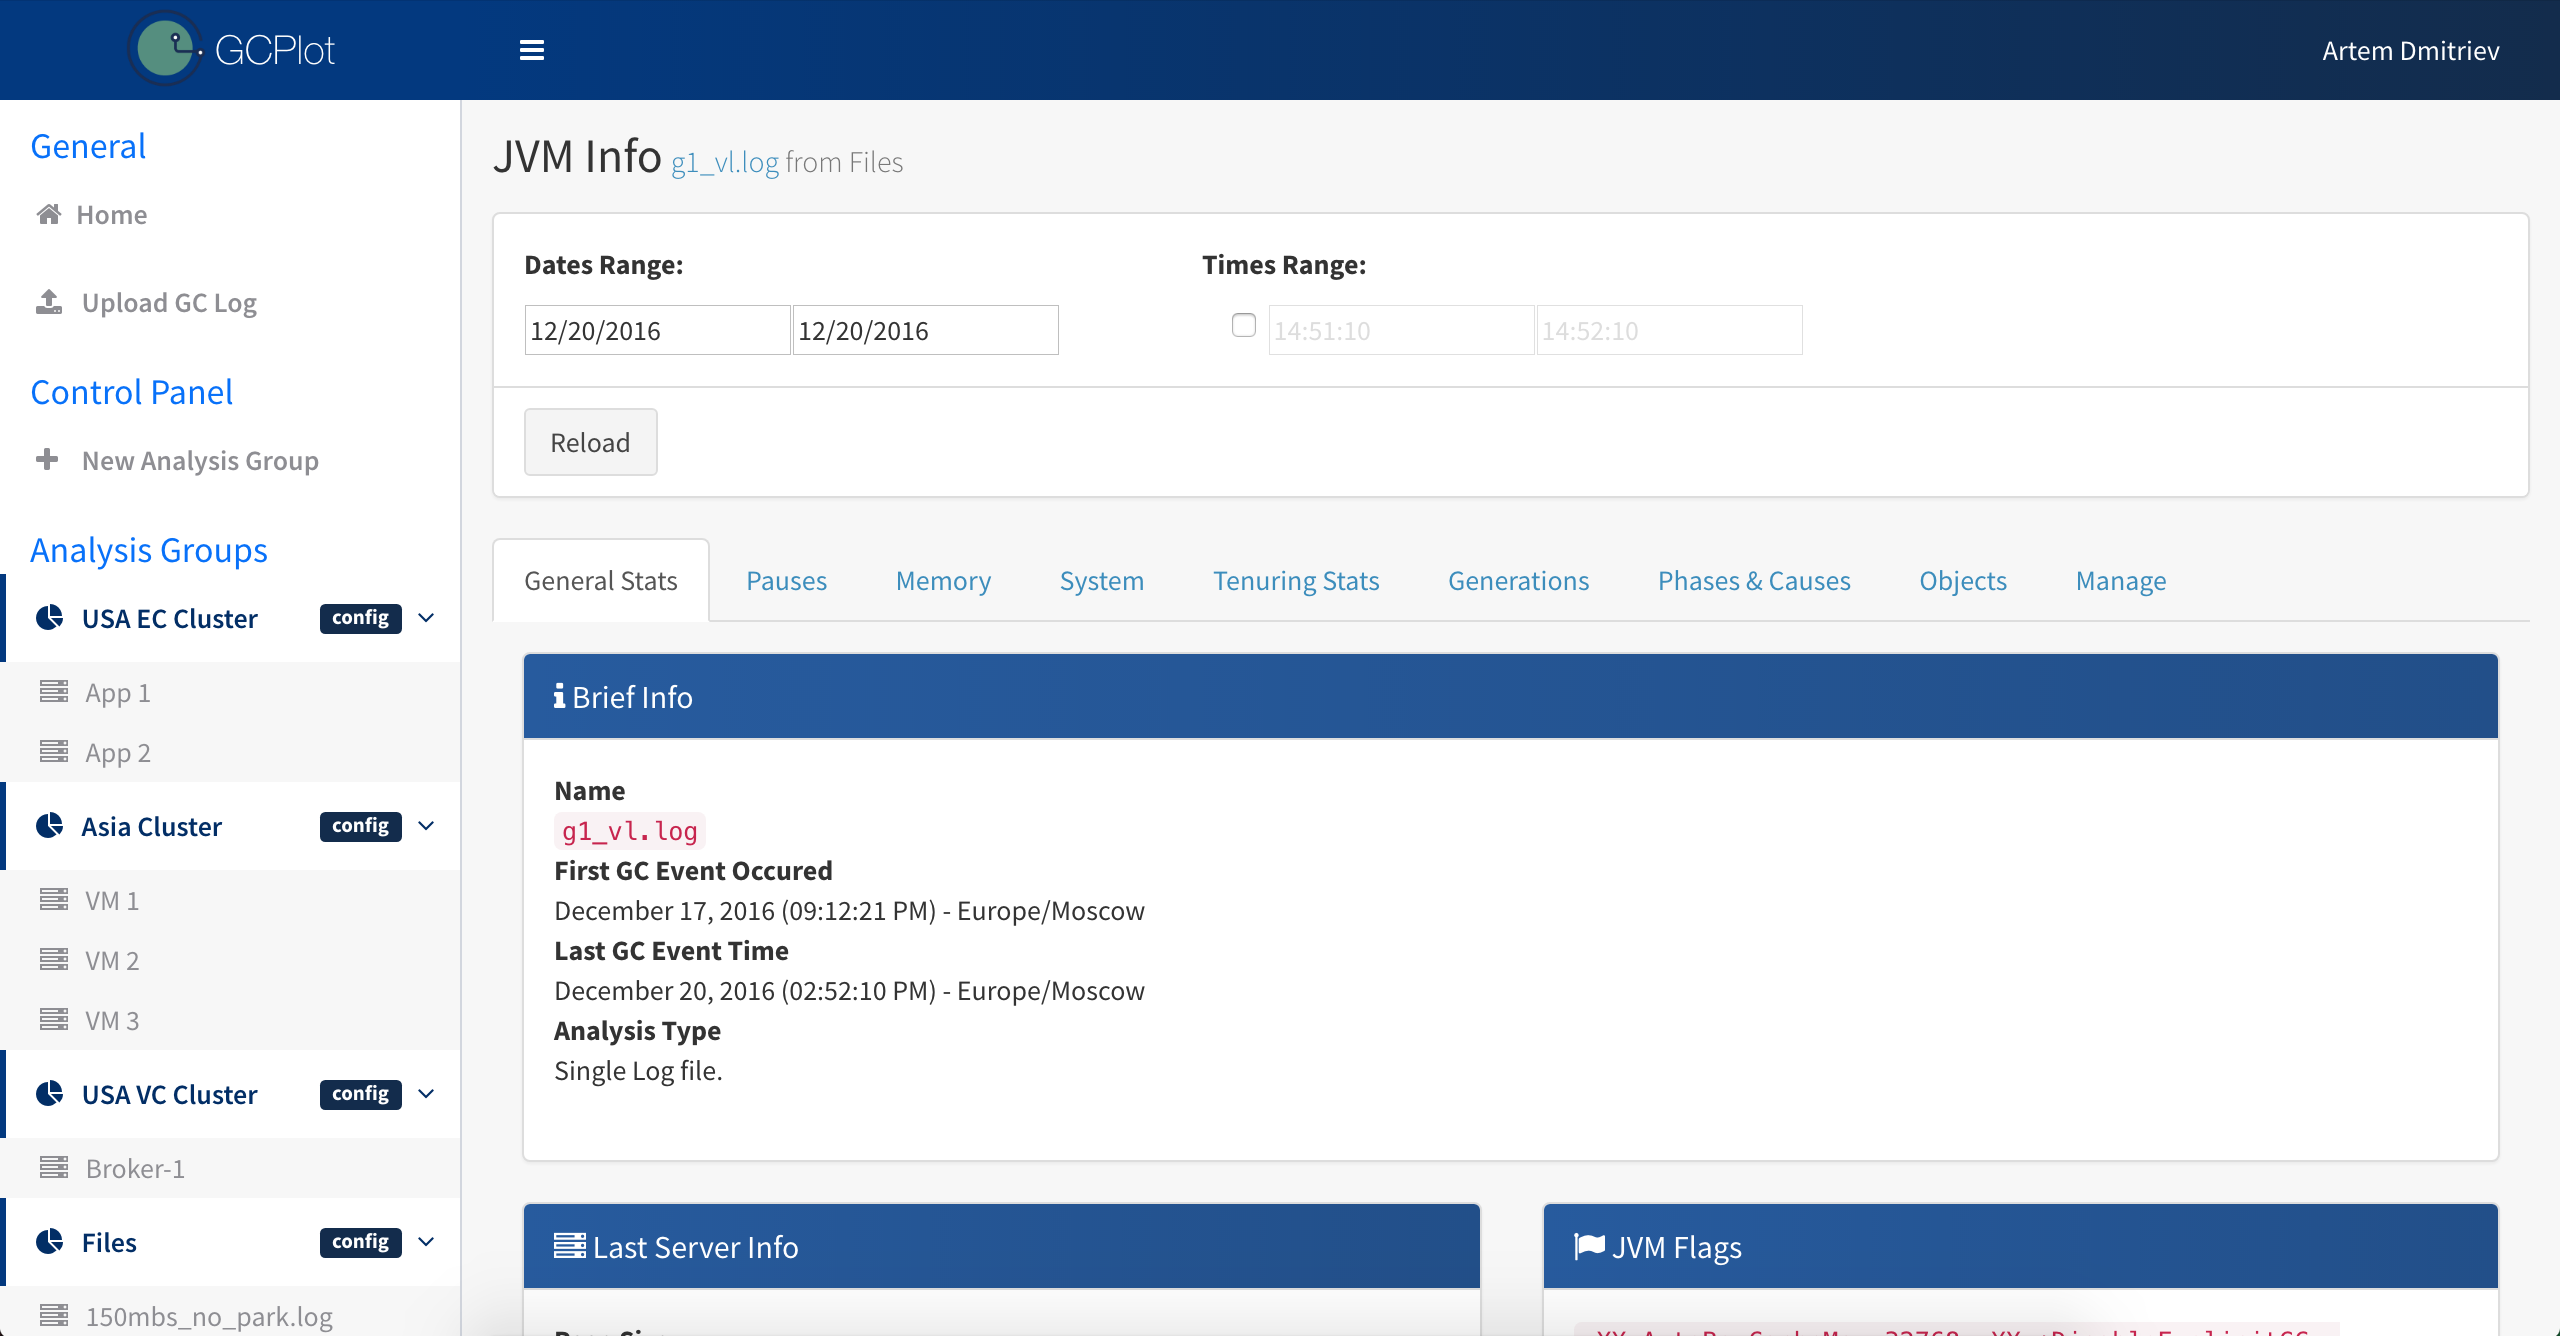 GCPlot
Artem Dmitriev
General
Home
Upload GC Log
Control Panel
New Analysis Group
Analysis Groups
USA EC Cluster config
App 1
App 2
Asia Cluster config
VM 1
VM 2
VM 3
USA VC Cluster config
Broker-1
Files config
150mbs_no_park.log
JVM Info g1_vl.log from Files
Dates Range: Times Range:
12/20/2016 12/20/2016 14:51:10 14:52:10
Reload
General Stats Pauses Memory System Tenuring Stats Generations Phases & Causes Objects Manage
Brief Info
Name
g1_vl.log
First GC Event Occured
December 17, 2016 (09:12:21 PM) - Europe/Moscow
Last GC Event Time
December 20, 2016 (02:52:10 PM) - Europe/Moscow
Analysis Type
Single Log file.
Last Server Info JVM Flags